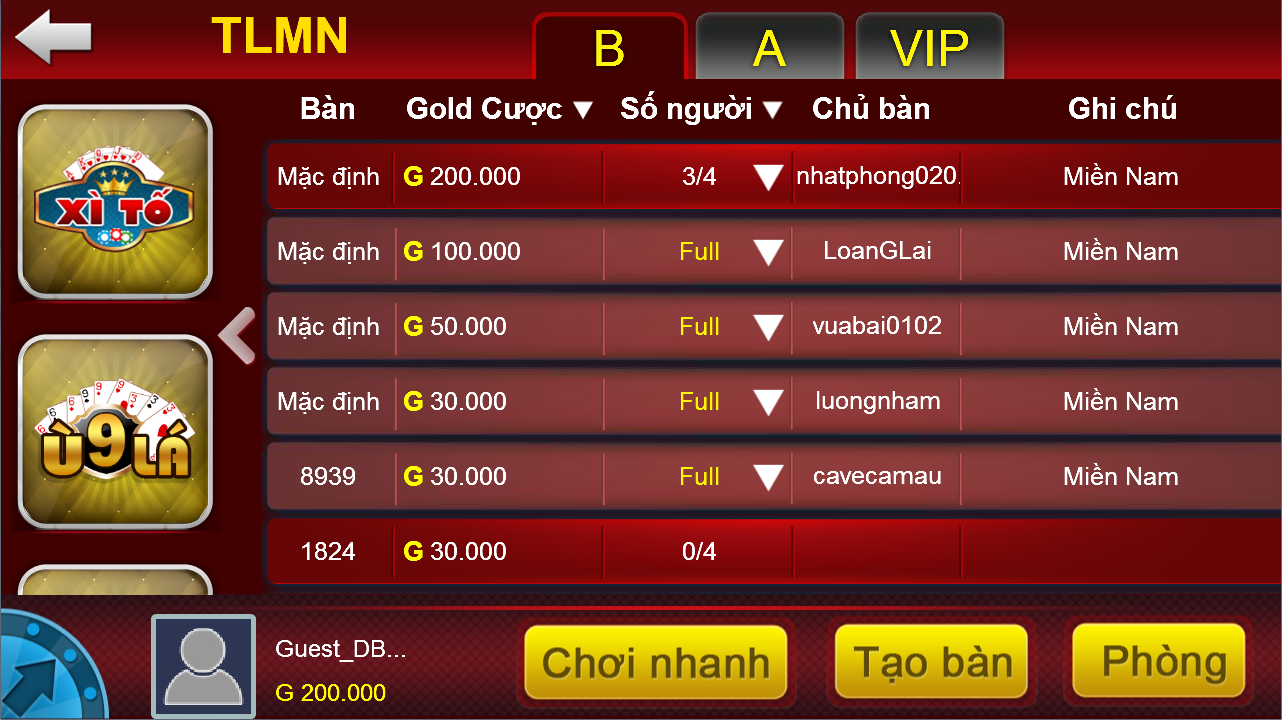 TLMN
B
A
VIP
Bàn Gold Cược Số người Chủ bàn Ghi chú
Mặc định G 200.000 3/4 nhatphong020. Miền Nam
Mặc định G 100.000 Full LoanGLai Miền Nam
Mặc định G 50.000 Full vuabai0102 Miền Nam
Mặc định G 30.000 Full luongnham Miền Nam
8939 G 30.000 Full cavecamau Miền Nam
1824 G 30.000 0/4
XÌ TỐ
Ù 9 LÁ
Guest_DB...
G 200.000
Chơi nhanh
Tạo bàn
Phòng